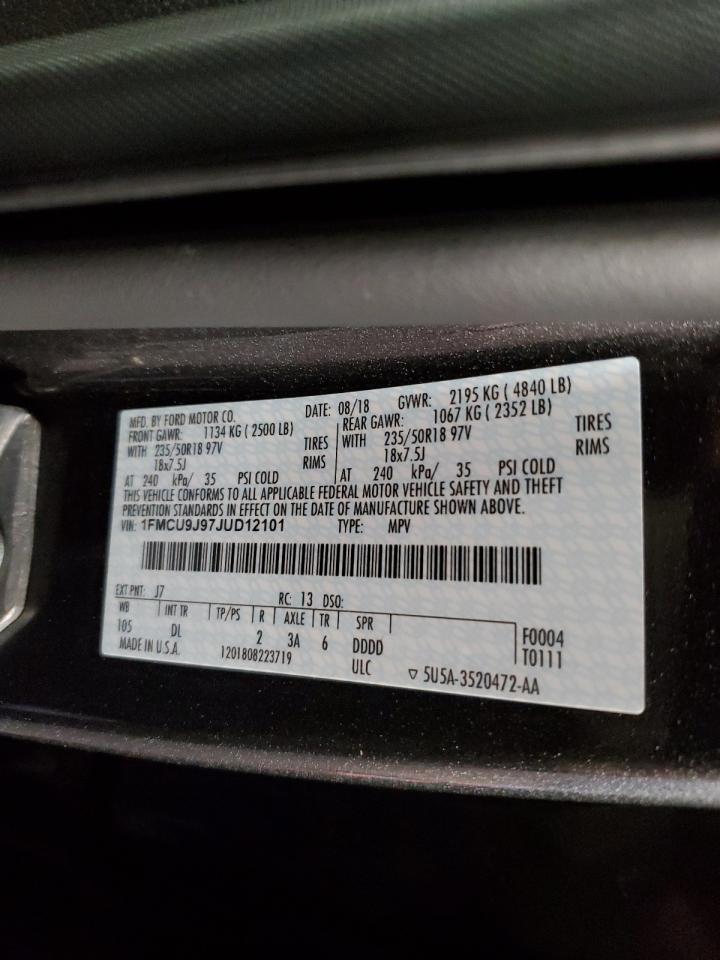 MFD. BY FORD MOTOR CO. DATE: 08/18 GVWR: 2195 KG ( 4840 LB)
FRONT GAWR: 1134 KG ( 2500 LB) REAR GAWR: 1067 KG ( 2352 LB)
WITH 235/50R18 97V TIRES WITH 235/50R18 97V TIRES
18x7.5J RIMS 18x7.5J RIMS
AT 240 kPa/ 35 PSI COLD AT 240 kPa/ 35 PSI COLD
THIS VEHICLE CONFORMS TO ALL APPLICABLE FEDERAL MOTOR VEHICLE SAFETY AND THEFT
PREVENTION STANDARDS IN EFFECT ON THE DATE OF MANUFACTURE SHOWN ABOVE.
VIN: 1FMCU9J97JUD12101 TYPE: MPV
EXT PNT: J7 RC: 13 DSO:
WB INT TR TP/PS R AXLE TR SPR F0004
105 DL 2 3A 6 DDDD T0111
MADE IN U.S.A. 1201808223719 ULC ▽ 5U5A-3520472-AA